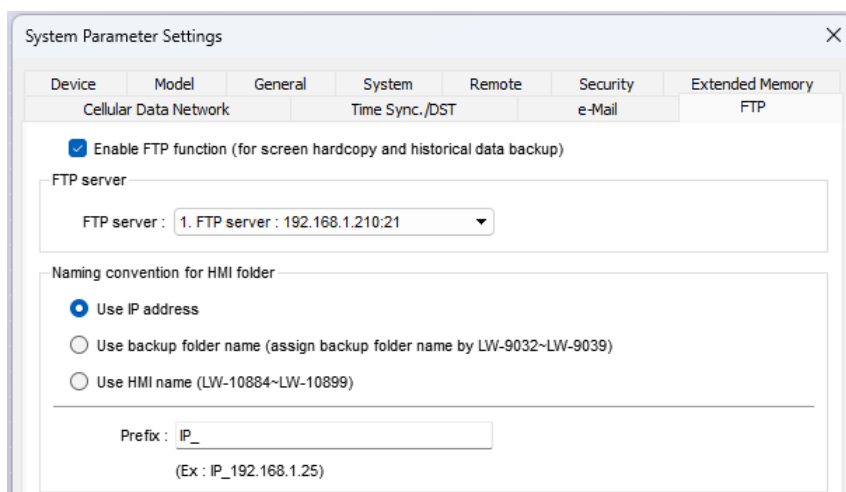 System Parameter Settings
Device Model General System Remote Security Extended Memory
Cellular Data Network Time Sync./DST e-Mail FTP
Enable FTP function (for screen hardcopy and historical data backup)
FTP server
FTP server : 1. FTP server : 192.168.1.210:21
Naming convention for HMI folder
Use IP address
Use backup folder name (assign backup folder name by LW-9032~LW-9039)
Use HMI name (LW-10884~LW-10899)
Prefix : IP_
(Ex : IP_192.168.1.25)